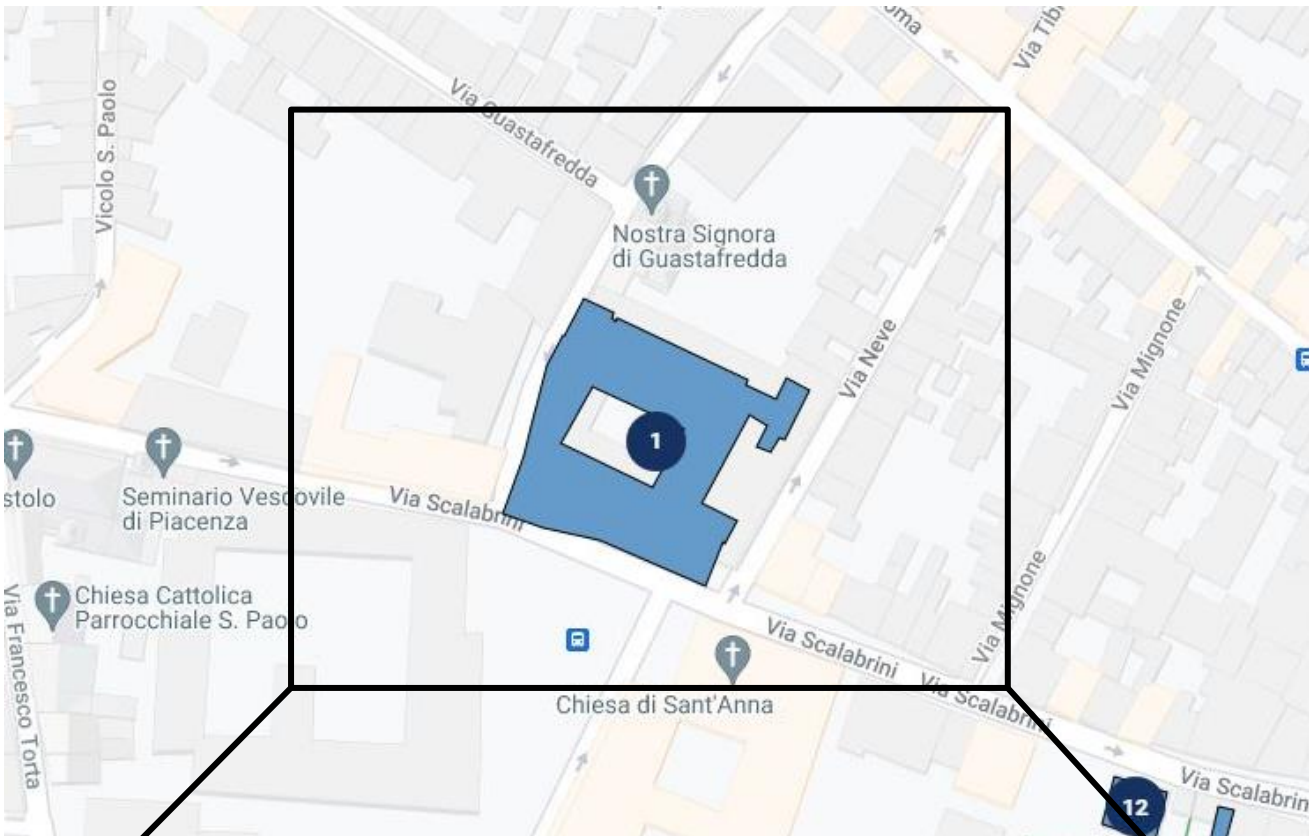 oma
Via Tib
Via Guastafredda
Vicolo S. Paolo
Nostra Signora
di Guastafredda
Via Neve
Via Mignone
1
stolo
Seminario Vescovile
di Piacenza
Via Scalabrini
Chiesa Cattolica
Parrocchiale S. Paolo
Via Francesco Torta
Via Mignone
Via Scalabrini
Chiesa di Sant'Anna
Via Scalabrini
Via Scalabrin
12